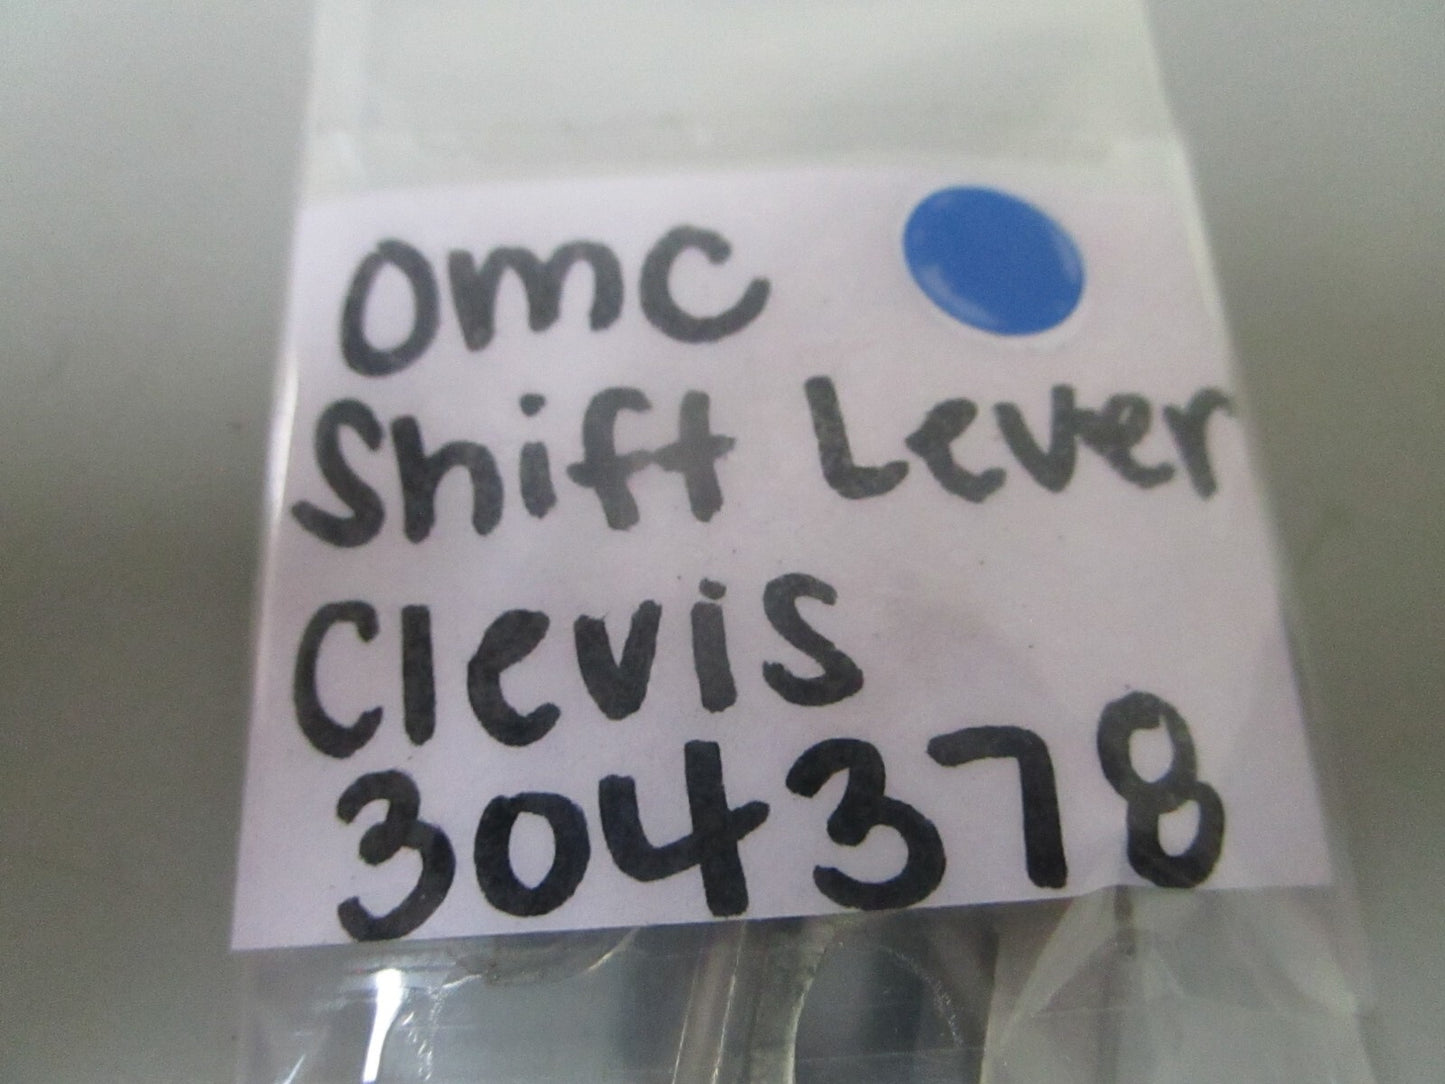 OMC
Shift Lever
Clevis
304378